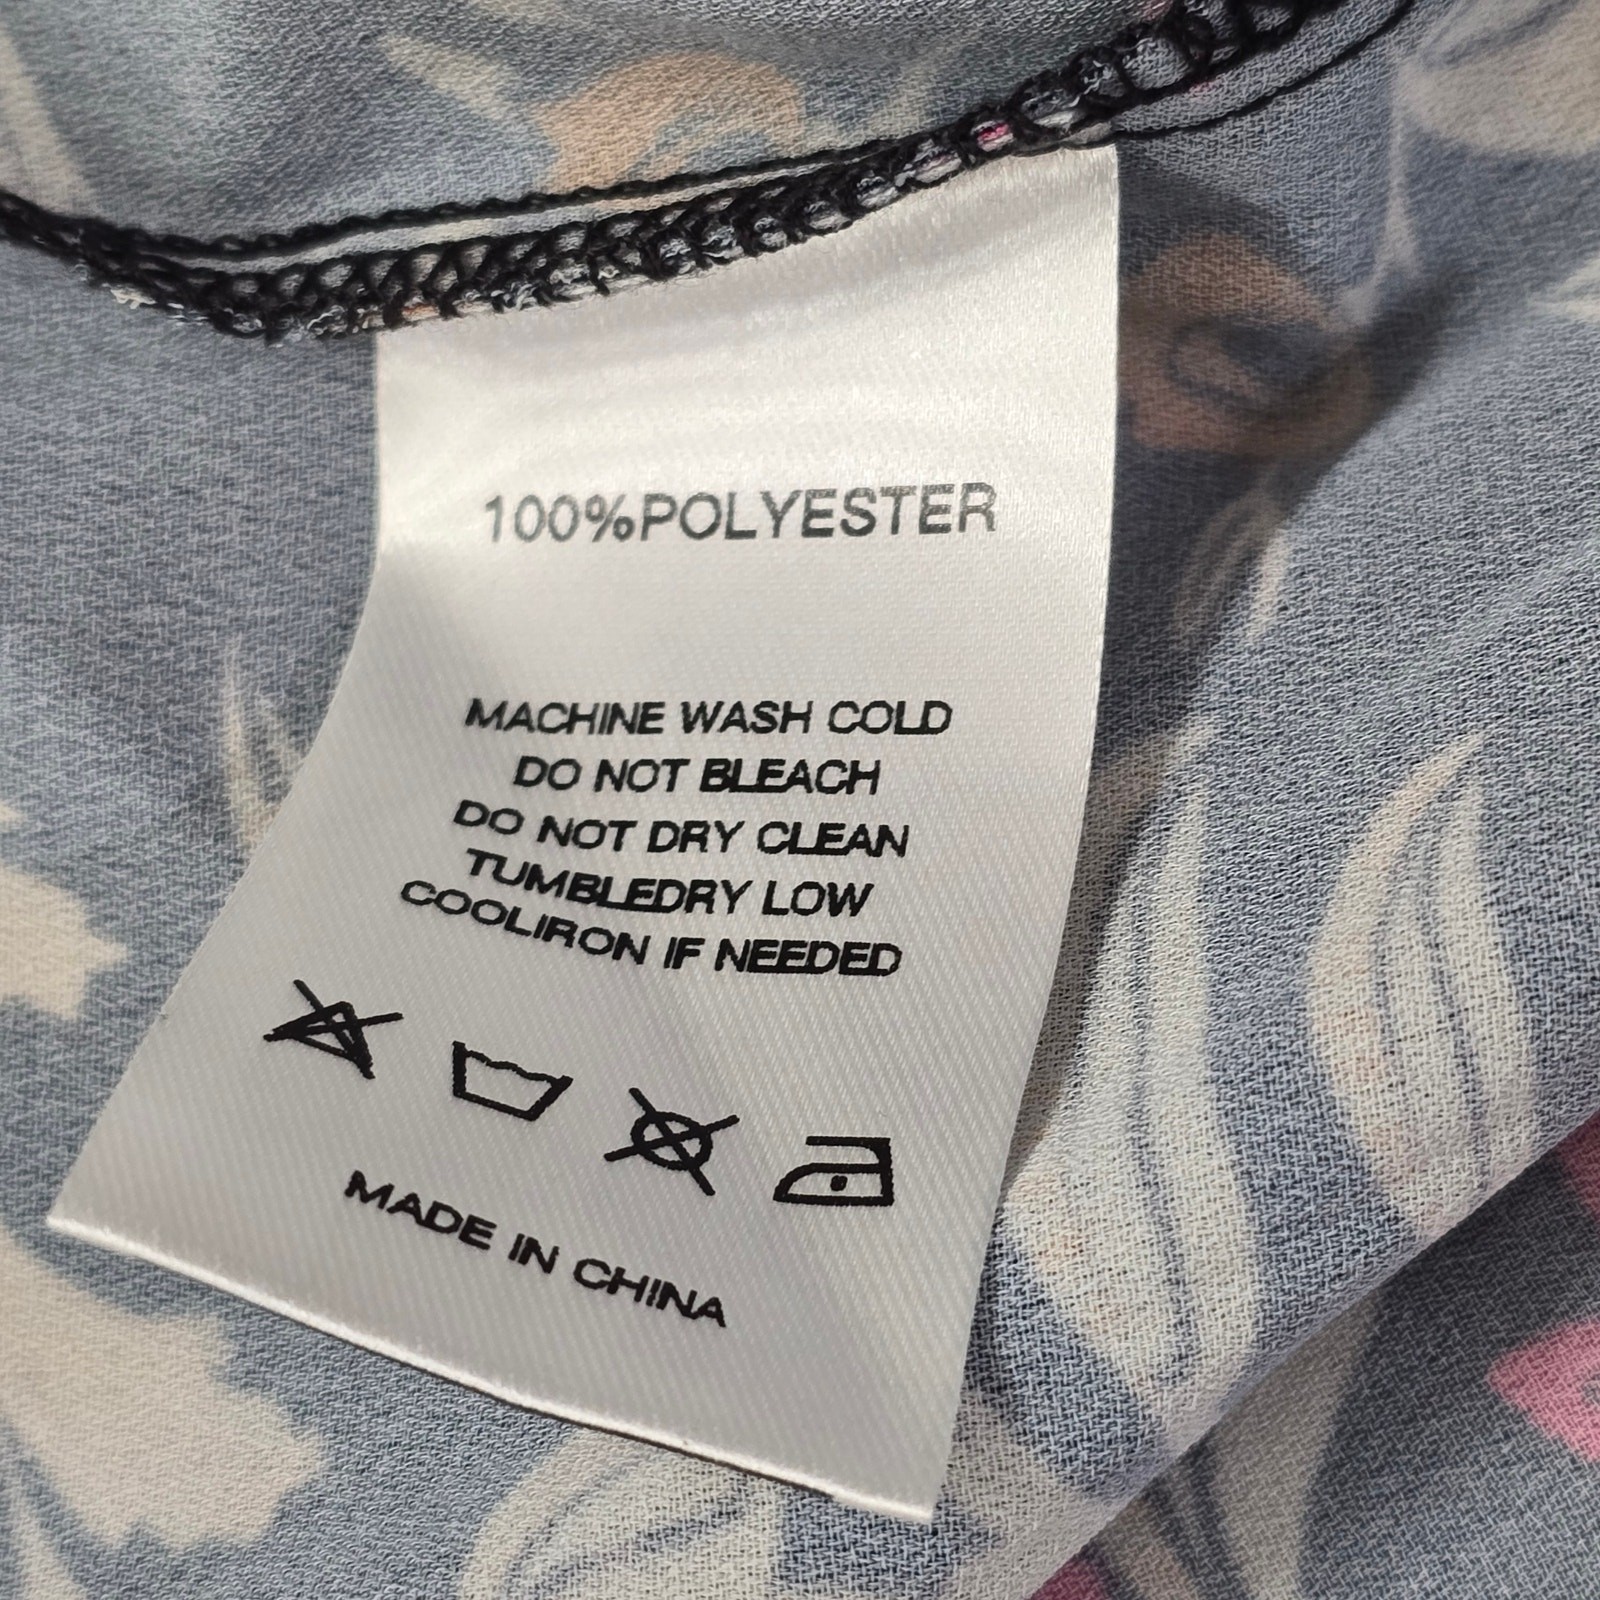 100%POLYESTER
MACHINE WASH COLD
DO NOT BLEACH
DO NOT DRY CLEAN
TUMBLEDRY LOW
COOLIRON IF NEEDED
MADE IN CHINA